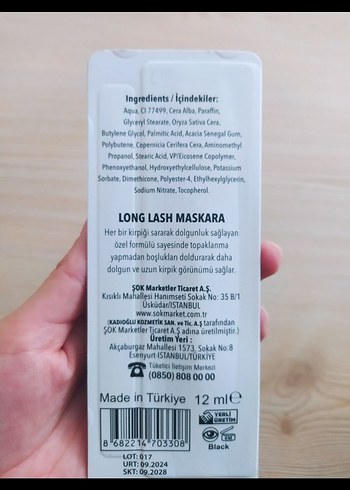 Ingredients / İçindekiler:
Aqua, CI 77499, Cera Alba, Paraffin,
Glyceryl Stearate, Oryza Sativa Cera,
Butylene Glycol, Palmitic Acid, Acacia Senegal Gum,
Polybutene, Copernicia Cerifera Cera, Aminomethyl
Propanol, Stearic Acid, VP/Eicosene Copolymer,
Phenoxyethanol, Hydroxyethylcellulose, Potassium
Sorbate, Dimethicone, Polyester-4, Ethylhexylglycerin,
Sodium Nitrate, Tocopherol.
LONG LASH MASKARA
Her bir kirpiği sararak dolgunluk sağlayan
özel formülü sayesinde topaklanma
yapmadan boşlukları doldurarak daha
dolgun ve uzun kirpik görünümü sağlar.
ŞOK Marketler Ticaret A.Ş.
Kısıklı Mahallesi Hanımseti Sokak No: 35 B/1
Üsküdar/İSTANBUL
www.sokmarket.com.tr
(KADIOĞLU KOZMETİK SAN. ve Tic. A.Ş tarafından
ŞOK Marketler Ticaret A.Ş adına üretilmiştir.)
Üretim Yeri :
Akçaburgaz Mahallesi 1573. Sokak No:8
Esenyurt-İSTANBUL/TÜRKİYE
Tüketici İletişim Merkezi
(0850) 808 00 00
Made in Türkiye 12 ml e
YERLİ
ÜRETİM
8 682214 703308
6M
Black
LOT: 017
URT: 09.2024
SKT: 09.2028